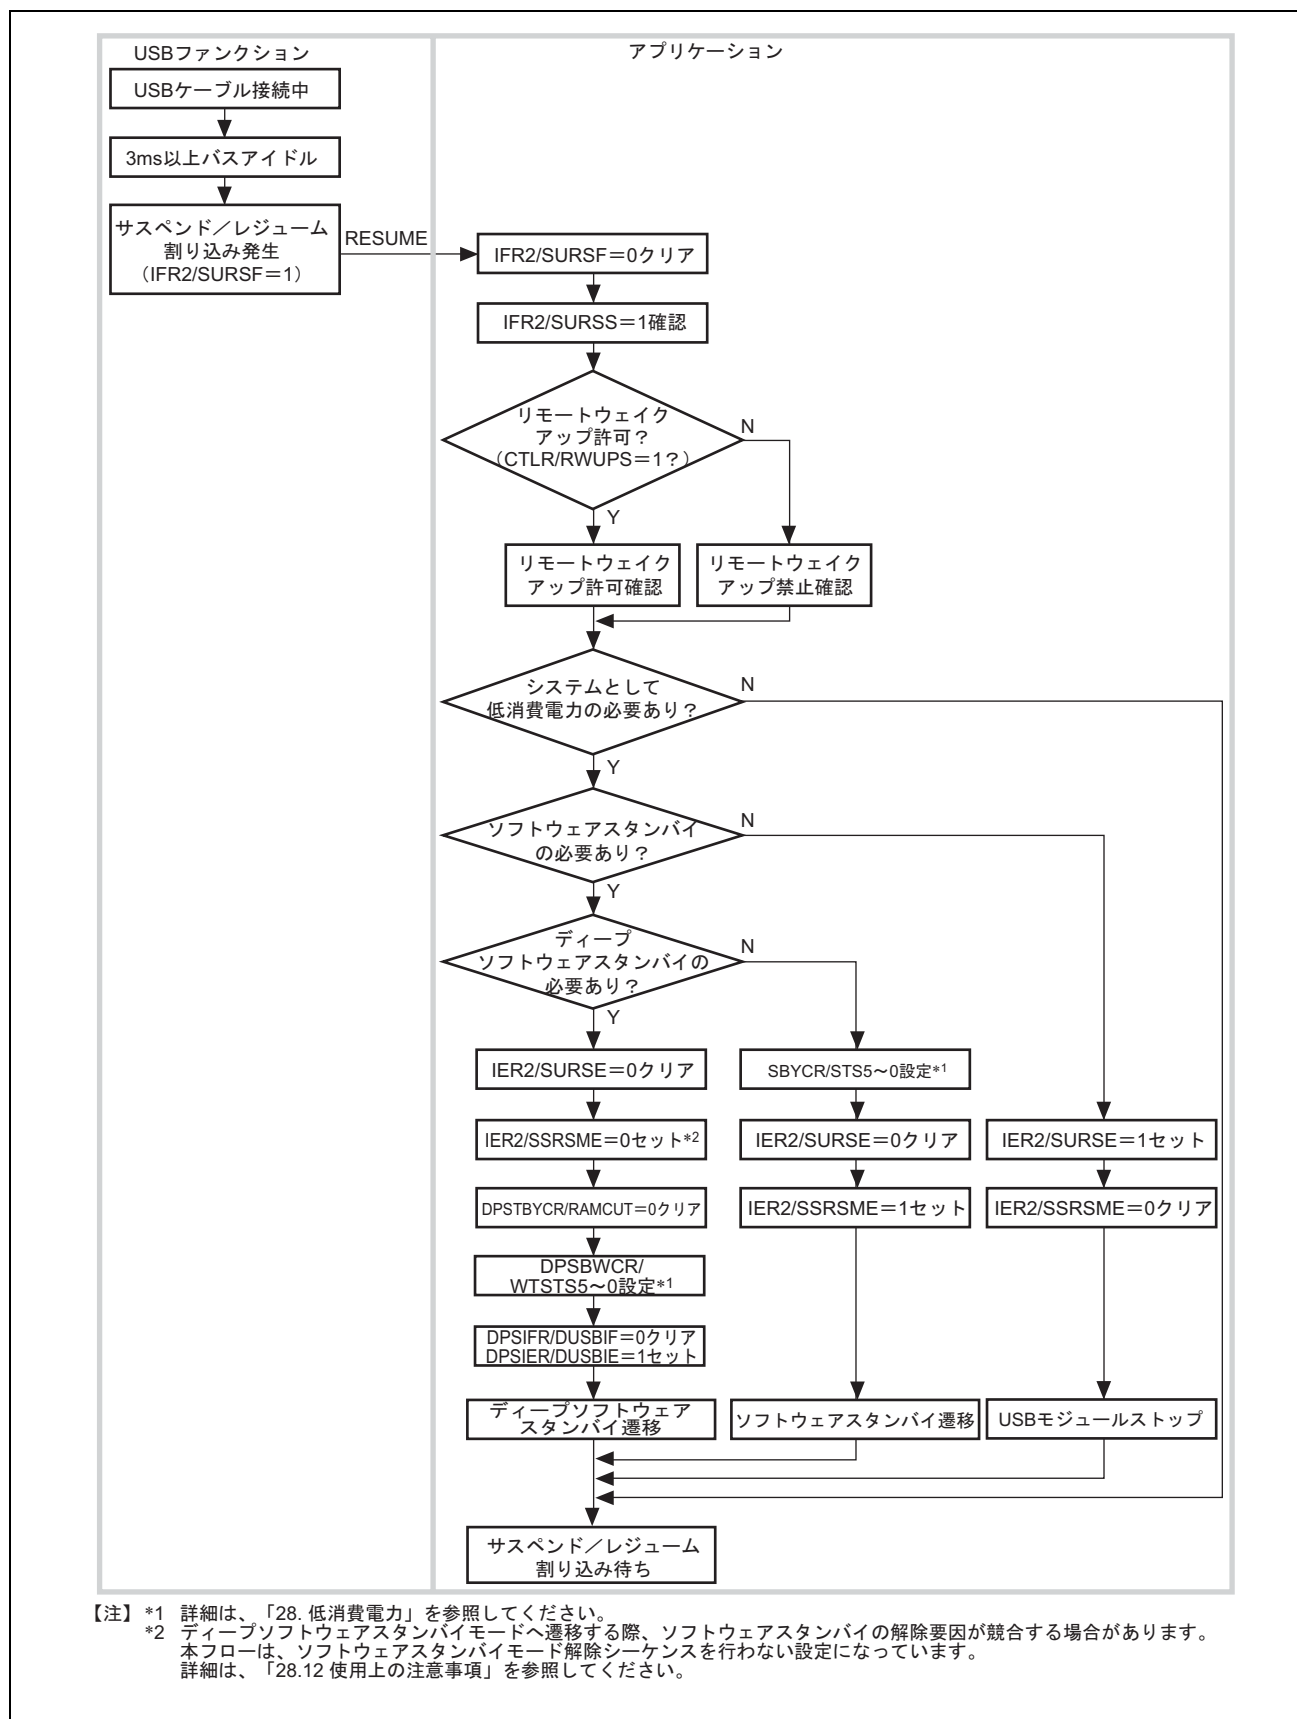 USBファンクション
アプリケーション
USBケーブル接続中
3ms以上バスアイドル
サスペンド／レジューム
割り込み発生
（IFR2/SURSF＝1）
RESUME
IFR2/SURSF＝0クリア
IFR2/SURSS＝1確認
リモートウェイク
アップ許可？
（CTLR/RWUPS＝1？）
N
Y
リモートウェイク
アップ許可確認
リモートウェイク
アップ禁止確認
システムとして
低消費電力の必要あり？
N
Y
ソフトウェアスタンバイ
の必要あり？
N
Y
ディープ
ソフトウェアスタンバイの
必要あり？
N
Y
IER2/SURSE＝0クリア
SBYCR/STS5～0設定*1
IER2/SSRSME＝0セット*2
IER2/SURSE＝0クリア
IER2/SURSE＝1セット
DPSTBYCR/RAMCUT＝0クリア
IER2/SSRSME＝1セット
IER2/SSRSME＝0クリア
DPSBWCR/
WTSTS5～0設定*1
DPSIFR/DUSBIF＝0クリア
DPSIER/DUSBIE＝1セット
ディープソフトウェア
スタンバイ遷移
ソフトウェアスタンバイ遷移
USBモジュールストップ
サスペンド／レジューム
割り込み待ち
【注】 *1 詳細は、「28. 低消費電力」を参照してください。
*2 ディープソフトウェアスタンバイモードへ遷移する際、ソフトウェアスタンバイの解除要因が競合する場合があります。
本フローは、ソフトウェアスタンバイモード解除シーケンスを行わない設定になっています。
詳細は、「28.12 使用上の注意事項」を参照してください。